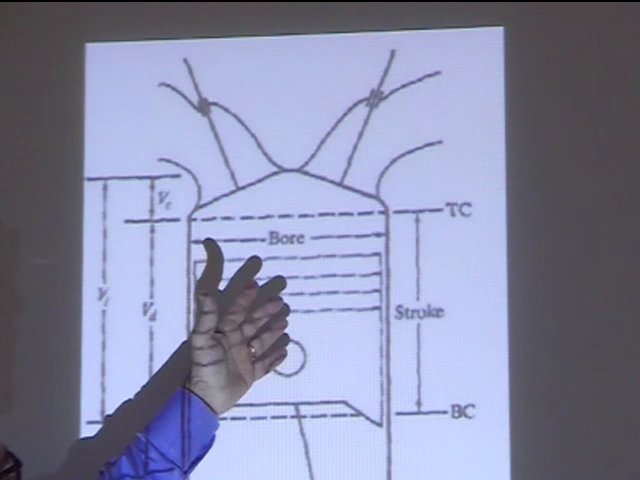 V_c
TC
Bore
V_t
V_d
Stroke
BC